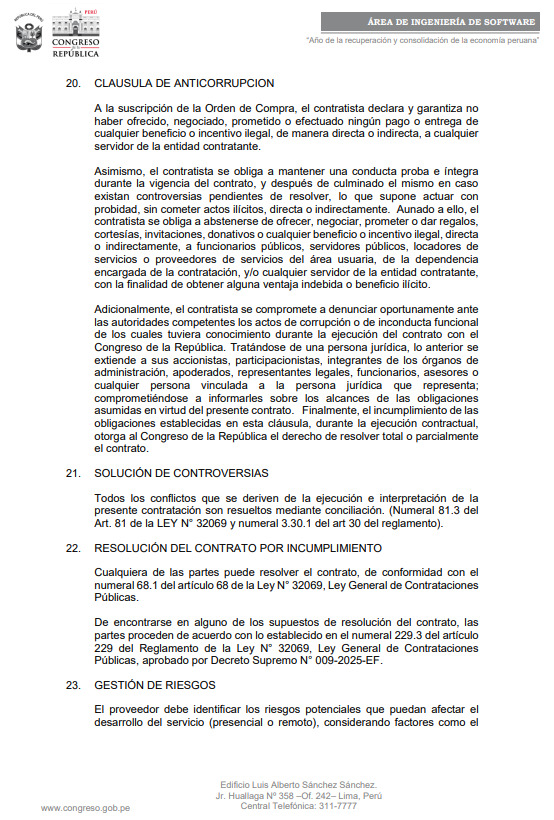 REPÚBLICA DEL PERÚ
PERÚ
CONGRESO
de la
REPÚBLICA
ÁREA DE INGENIERÍA DE SOFTWARE
"Año de la recuperación y consolidación de la economía peruana"
20. CLAUSULA DE ANTICORRUPCION
A la suscripción de la Orden de Compra, el contratista declara y garantiza no
haber ofrecido, negociado, prometido o efectuado ningún pago o entrega de
cualquier beneficio o incentivo ilegal, de manera directa o indirecta, a cualquier
servidor de la entidad contratante.
Asimismo, el contratista se obliga a mantener una conducta proba e íntegra
durante la vigencia del contrato, y después de culminado el mismo en caso
existan controversias pendientes de resolver, lo que supone actuar con
probidad, sin cometer actos ilícitos, directa o indirectamente. Aunado a ello, el
contratista se obliga a abstenerse de ofrecer, negociar, prometer o dar regalos,
cortesías, invitaciones, donativos o cualquier beneficio o incentivo ilegal, directa
o indirectamente, a funcionarios públicos, servidores públicos, locadores de
servicios o proveedores de servicios del área usuaria, de la dependencia
encargada de la contratación, y/o cualquier servidor de la entidad contratante,
con la finalidad de obtener alguna ventaja indebida o beneficio ilícito.
Adicionalmente, el contratista se compromete a denunciar oportunamente ante
las autoridades competentes los actos de corrupción o de inconducta funcional
de los cuales tuviera conocimiento durante la ejecución del contrato con el
Congreso de la República. Tratándose de una persona jurídica, lo anterior se
extiende a sus accionistas, participacionistas, integrantes de los órganos de
administración, apoderados, representantes legales, funcionarios, asesores o
cualquier persona vinculada a la persona jurídica que representa;
comprometiéndose a informarles sobre los alcances de las obligaciones
asumidas en virtud del presente contrato. Finalmente, el incumplimiento de las
obligaciones establecidas en esta cláusula, durante la ejecución contractual,
otorga al Congreso de la República el derecho de resolver total o parcialmente
el contrato.
21. SOLUCIÓN DE CONTROVERSIAS
Todos los conflictos que se deriven de la ejecución e interpretación de la
presente contratación son resueltos mediante conciliación. (Numeral 81.3 del
Art. 81 de la LEY N° 32069 y numeral 3.30.1 del art 30 del reglamento).
22. RESOLUCIÓN DEL CONTRATO POR INCUMPLIMIENTO
Cualquiera de las partes puede resolver el contrato, de conformidad con el
numeral 68.1 del artículo 68 de la Ley N° 32069, Ley General de Contrataciones
Públicas.
De encontrarse en alguno de los supuestos de resolución del contrato, las
partes proceden de acuerdo con lo establecido en el numeral 229.3 del artículo
229 del Reglamento de la Ley N° 32069, Ley General de Contrataciones
Públicas, aprobado por Decreto Supremo N° 009-2025-EF.
23. GESTIÓN DE RIESGOS
El proveedor debe identificar los riesgos potenciales que puedan afectar el
desarrollo del servicio (presencial o remoto), considerando factores como el
Edificio Luis Alberto Sánchez Sánchez.
Jr. Huallaga Nº 358 –Of. 242– Lima, Perú
www.congreso.gob.pe
Central Telefónica: 311-7777